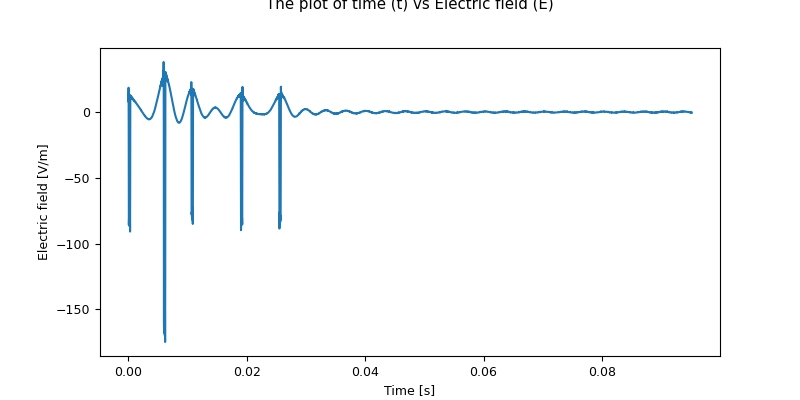 The plot of time (t) vs Electric field (E)
Electric field [V/m]
0
−50
−100
−150
0.00 0.02 0.04 0.06 0.08
Time [s]